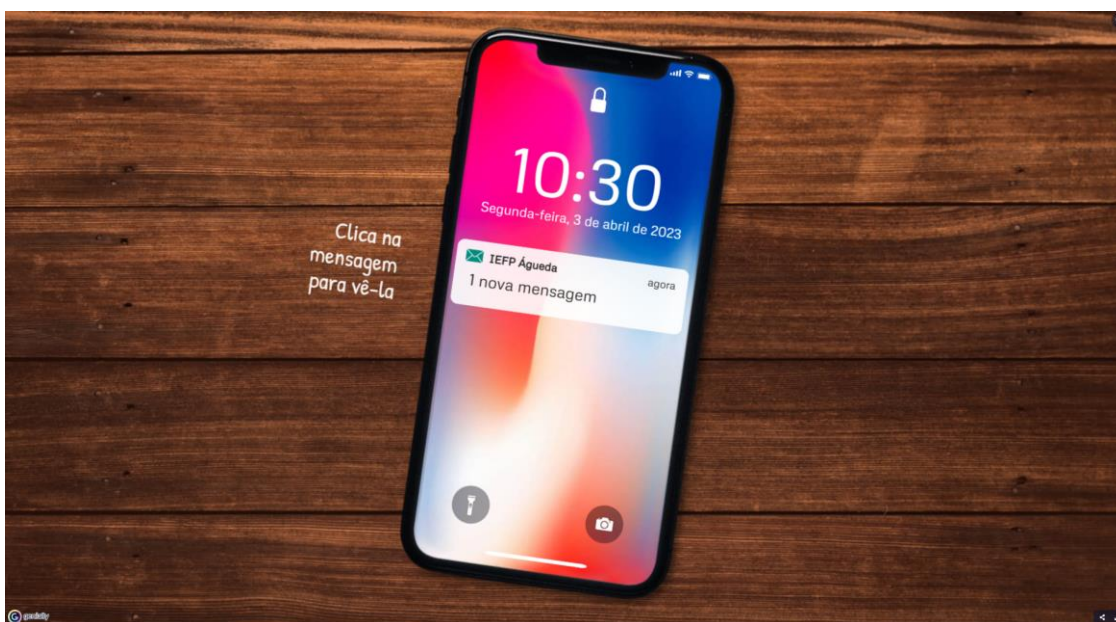 10:30
Segunda-feira, 3 de abril de 2023
Clica na
mensagem
para vê-la
IEFP Águeda
agora
1 nova mensagem
genially